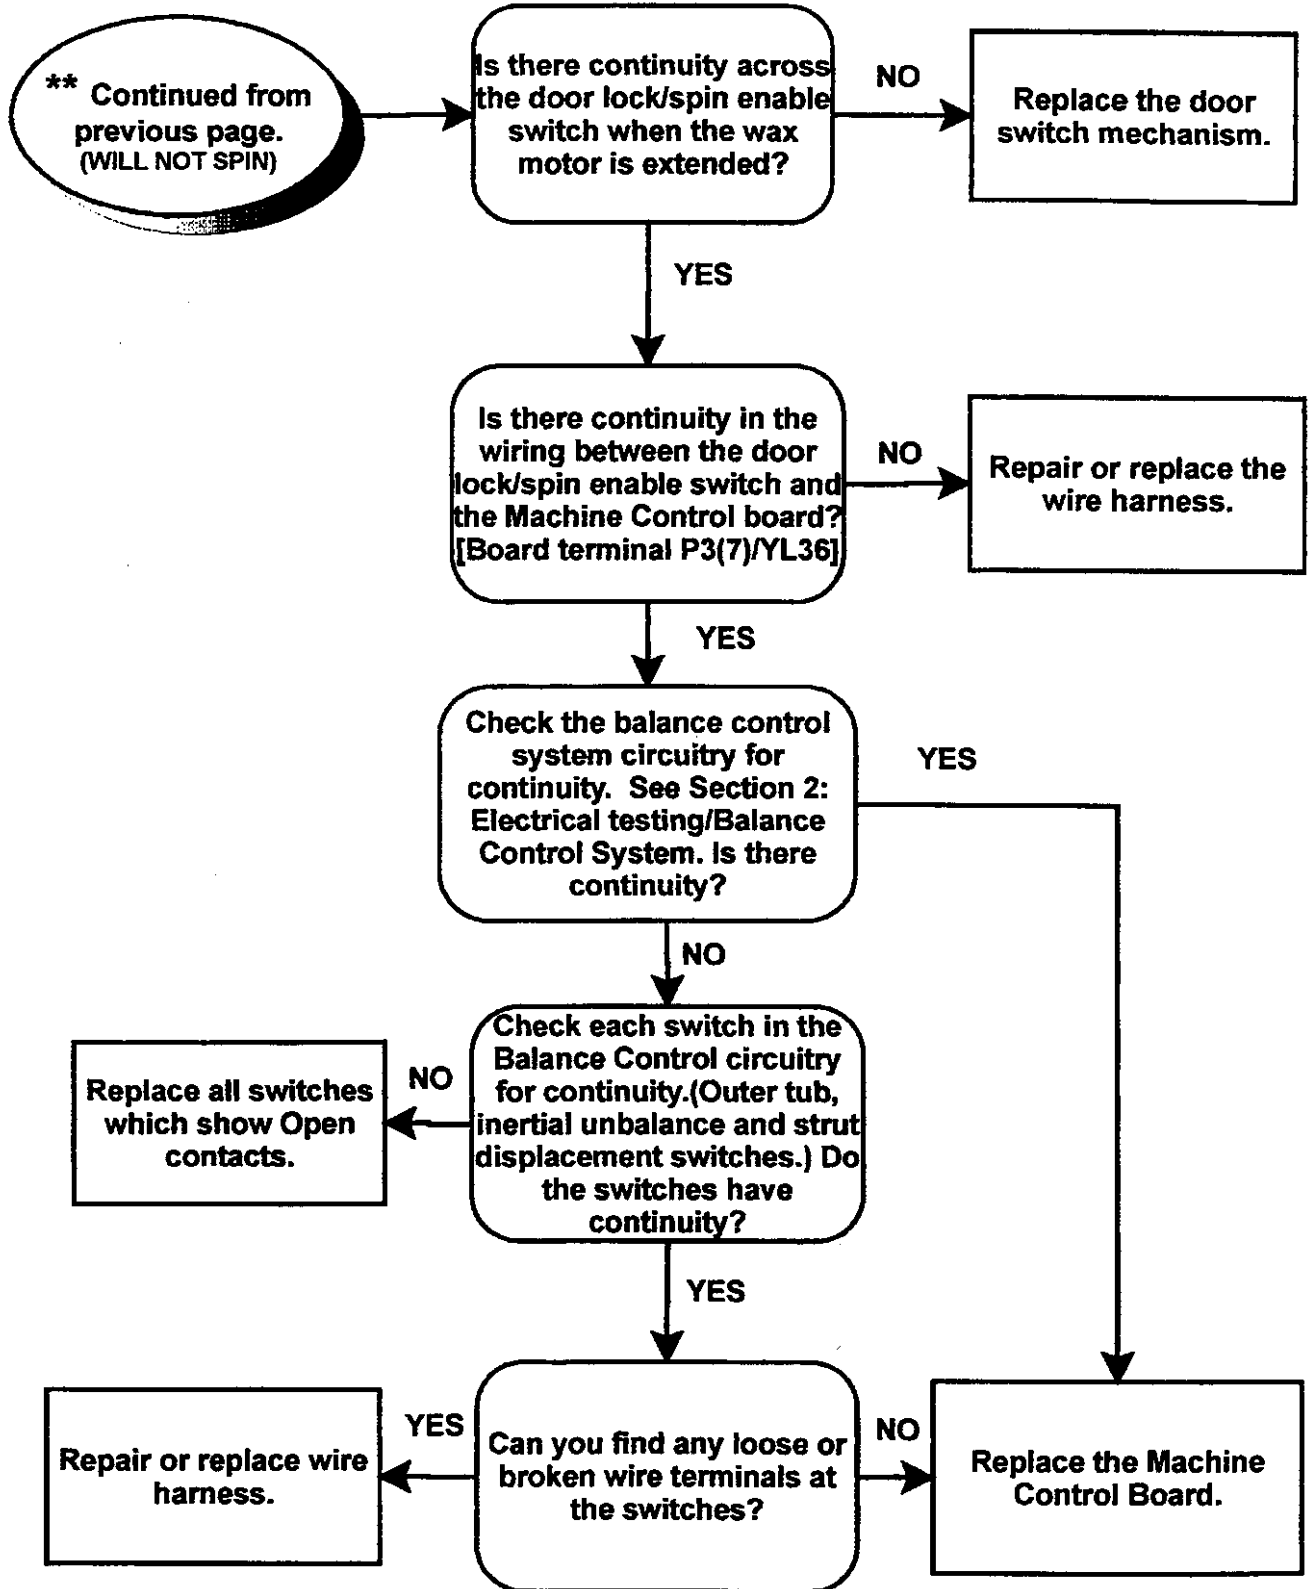 ** Continued from
previous page.
(WILL NOT SPIN)
Is there continuity across
the door lock/spin enable
switch when the wax
motor is extended?
NO
Replace the door
switch mechanism.
YES
Is there continuity in the
wiring between the door
lock/spin enable switch and
the Machine Control board?
[Board terminal P3(7)/YL36]
NO
Repair or replace the
wire harness.
YES
Check the balance control
system circuitry for
continuity. See Section 2:
Electrical testing/Balance
Control System. Is there
continuity?
YES
NO
Check each switch in the
Balance Control circuitry
for continuity.(Outer tub,
inertial unbalance and strut
displacement switches.) Do
the switches have
continuity?
NO
Replace all switches
which show Open
contacts.
YES
Can you find any loose or
broken wire terminals at
the switches?
YES
Repair or replace wire
harness.
NO
Replace the Machine
Control Board.